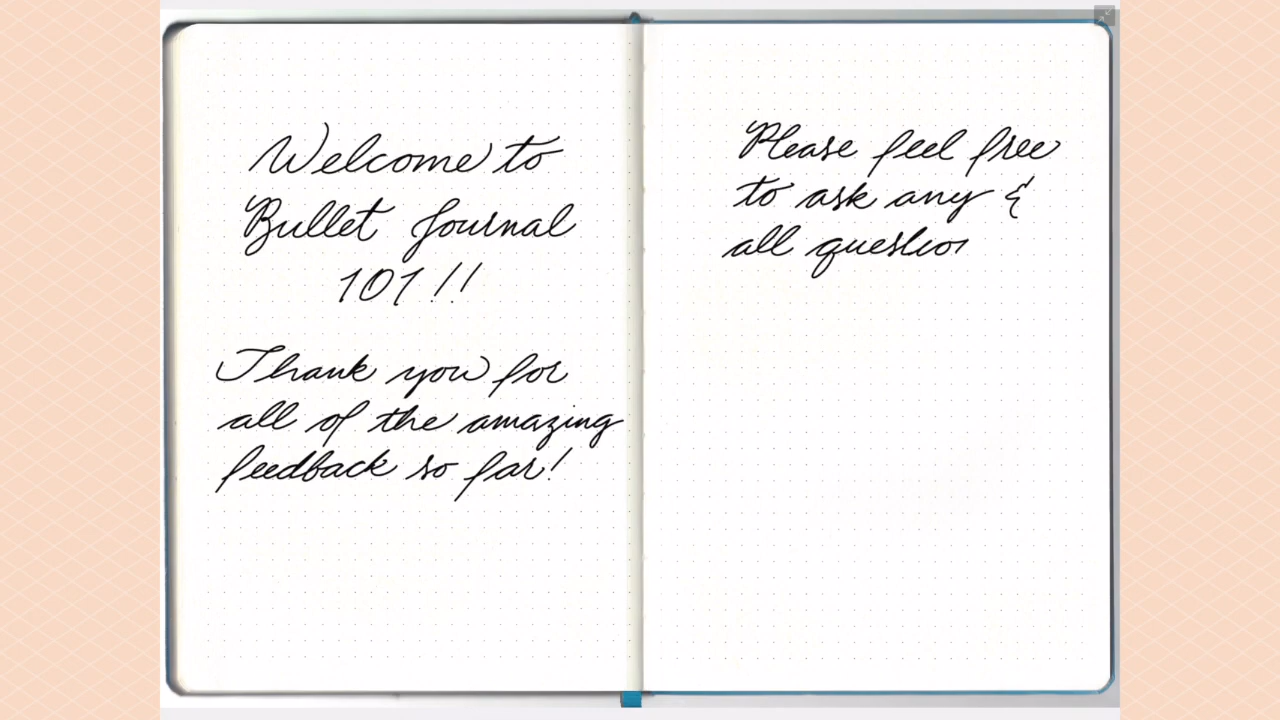 Welcome to
Bullet Journal
101!!
Thank you for
all of the amazing
feedback so far!
Please feel free
to ask any &
all questio